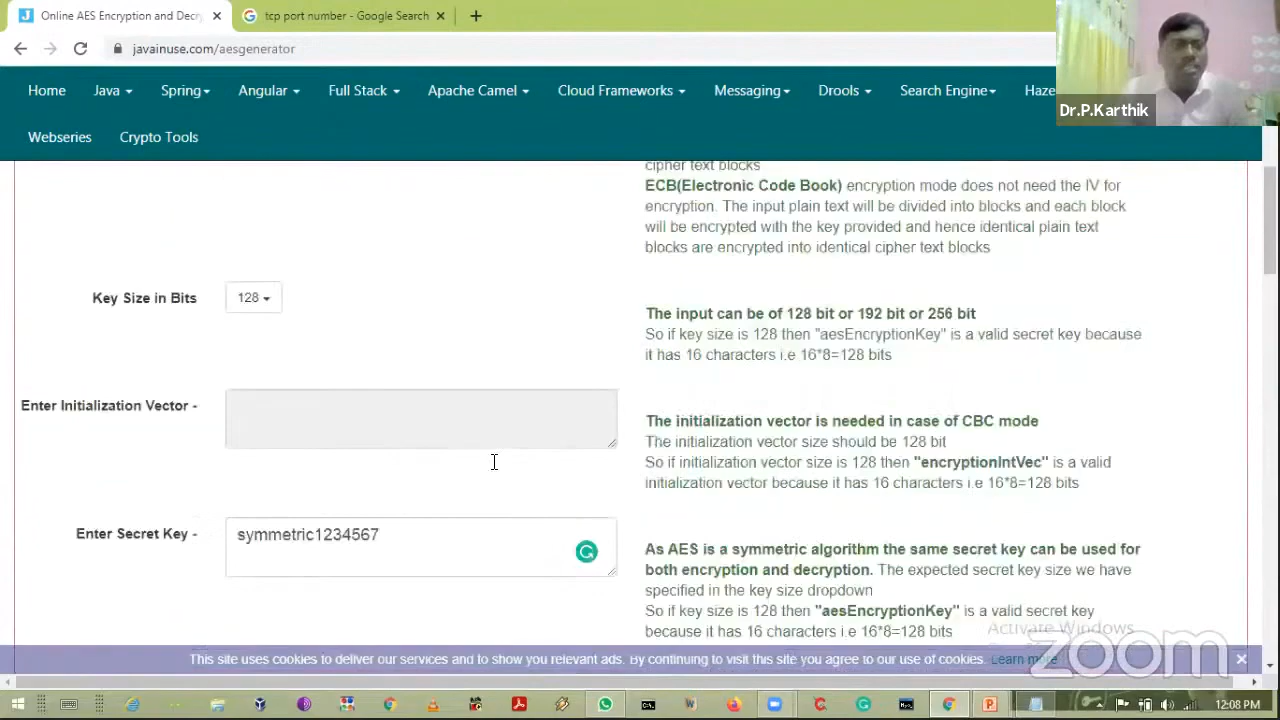 Online AES Encryption and Decry
tcp port number - Google Search
javainuse.com/aesgenerator
Home
Java
Spring
Angular
Full Stack
Apache Camel
Cloud Frameworks
Messaging
Drools
Search Engine
Haze
Webseries
Crypto Tools
Dr.P.Karthik
cipher text blocks
ECB(Electronic Code Book) encryption mode does not need the IV for
encryption. The input plain text will be divided into blocks and each block
will be encrypted with the key provided and hence identical plain text
blocks are encrypted into identical cipher text blocks
Key Size in Bits
128
The input can be of 128 bit or 192 bit or 256 bit
So if key size is 128 then "aesEncryptionKey" is a valid secret key because
it has 16 characters i.e 16*8=128 bits
Enter Initialization Vector -
The initialization vector is needed in case of CBC mode
The initialization vector size should be 128 bit
So if initialization vector size is 128 then "encryptionIntVec" is a valid
initialization vector because it has 16 characters i.e 16*8=128 bits
Enter Secret Key -
symmetric1234567
As AES is a symmetric algorithm the same secret key can be used for
both encryption and decryption. The expected secret key size we have
specified in the key size dropdown
So if key size is 128 then "aesEncryptionKey" is a valid secret key
because it has 16 characters i.e 16*8=128 bits
Activate Windows
zoom
This site uses cookies to deliver our services and to show you relevant ads. By continuing to visit this site you agree to our use of cookies. Learn more
12:08 PM